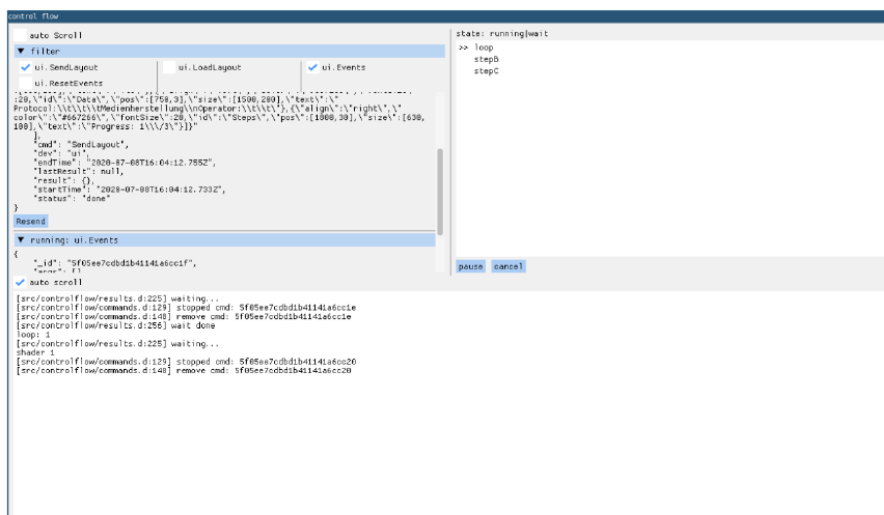 control flow
auto Scroll
▼ filter
ui.SendLayout ui.LoadLayout ui.Events
ui.ResetEvents
:20,\"id\":\"Data\",\"pos\":[750,3],\"size\":[1500,200],\"text\":\"
Protocol:\\t\\t\\tMedienherstellung\\nOperator:\\t\\t\"},{\"align\":\"right\",\"
color\":\"#667266\",\"fontSize\":20,\"id\":\"Steps\",\"pos\":[1800,30],\"size\":[630,
100],\"text\":\"Progress: 1\\\/3\"}]}"
],
"cmd": "SendLayout",
"dev": "ui",
"endTime": "2020-07-08T16:04:12.755Z",
"lastResult": null,
"result": {},
"startTime": "2020-07-08T16:04:12.733Z",
"status": "done"
}
Resend
▼ running: ui.Events
{
"_id": "5f05ee7cdbd1b41141a6cc1f",
"args": []
state: running|wait
>> loop
stepB
stepC
pause cancel
auto scroll
[src/controlflow/results.d:225] waiting...
[src/controlflow/commands.d:129] stopped cmd: 5f05ee7cdbd1b41141a6cc1e
[src/controlflow/commands.d:140] remove cmd: 5f05ee7cdbd1b41141a6cc1e
[src/controlflow/results.d:256] wait done
loop: 1
[src/controlflow/results.d:225] waiting...
shader 1
[src/controlflow/commands.d:129] stopped cmd: 5f05ee7cdbd1b41141a6cc20
[src/controlflow/commands.d:140] remove cmd: 5f05ee7cdbd1b41141a6cc20